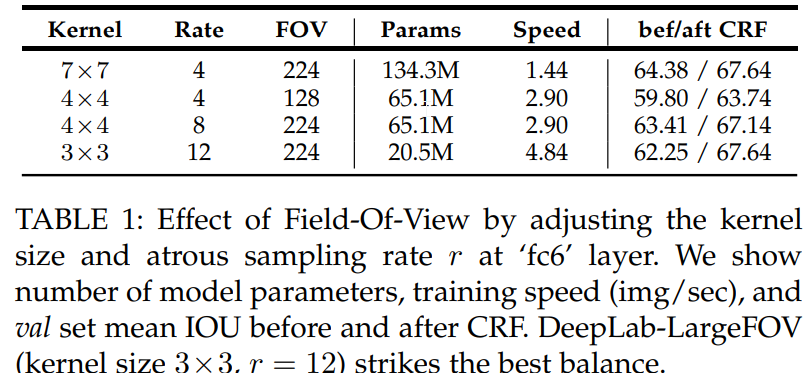 Kernel Rate FOV Params Speed bef/aft CRF
7×7 4 224 134.3M 1.44 64.38 / 67.64
4×4 4 128 65.1M 2.90 59.80 / 63.74
4×4 8 224 65.1M 2.90 63.41 / 67.14
3×3 12 224 20.5M 4.84 62.25 / 67.64
TABLE 1: Effect of Field-Of-View by adjusting the kernel
size and atrous sampling rate r at ‘fc6’ layer. We show
number of model parameters, training speed (img/sec), and
val set mean IOU before and after CRF. DeepLab-LargeFOV
(kernel size 3×3, r = 12) strikes the best balance.